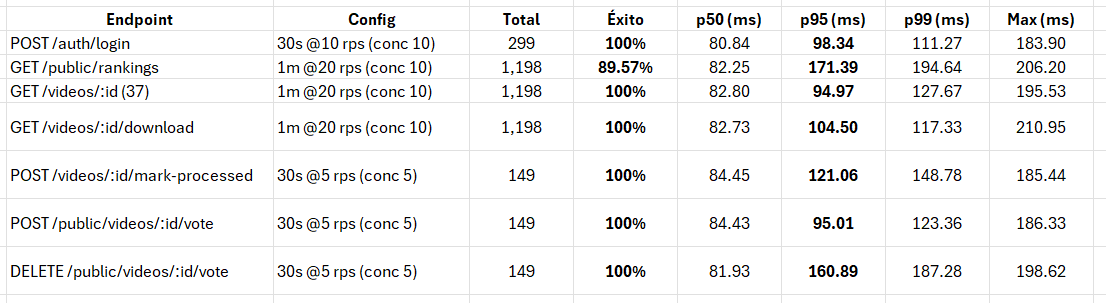 Endpoint Config Total Éxito p50 (ms) p95 (ms) p99 (ms) Max (ms)
POST /auth/login 30s @10 rps (conc 10) 299 100% 80.84 98.34 111.27 183.90
GET /public/rankings 1m @20 rps (conc 10) 1,198 89.57% 82.25 171.39 194.64 206.20
GET /videos/:id (37) 1m @20 rps (conc 10) 1,198 100% 82.80 94.97 127.67 195.53
GET /videos/:id/download 1m @20 rps (conc 10) 1,198 100% 82.73 104.50 117.33 210.95
POST /videos/:id/mark-processed 30s @5 rps (conc 5) 149 100% 84.45 121.06 148.78 185.44
POST /public/videos/:id/vote 30s @5 rps (conc 5) 149 100% 84.43 95.01 123.36 186.33
DELETE /public/videos/:id/vote 30s @5 rps (conc 5) 149 100% 81.93 160.89 187.28 198.62